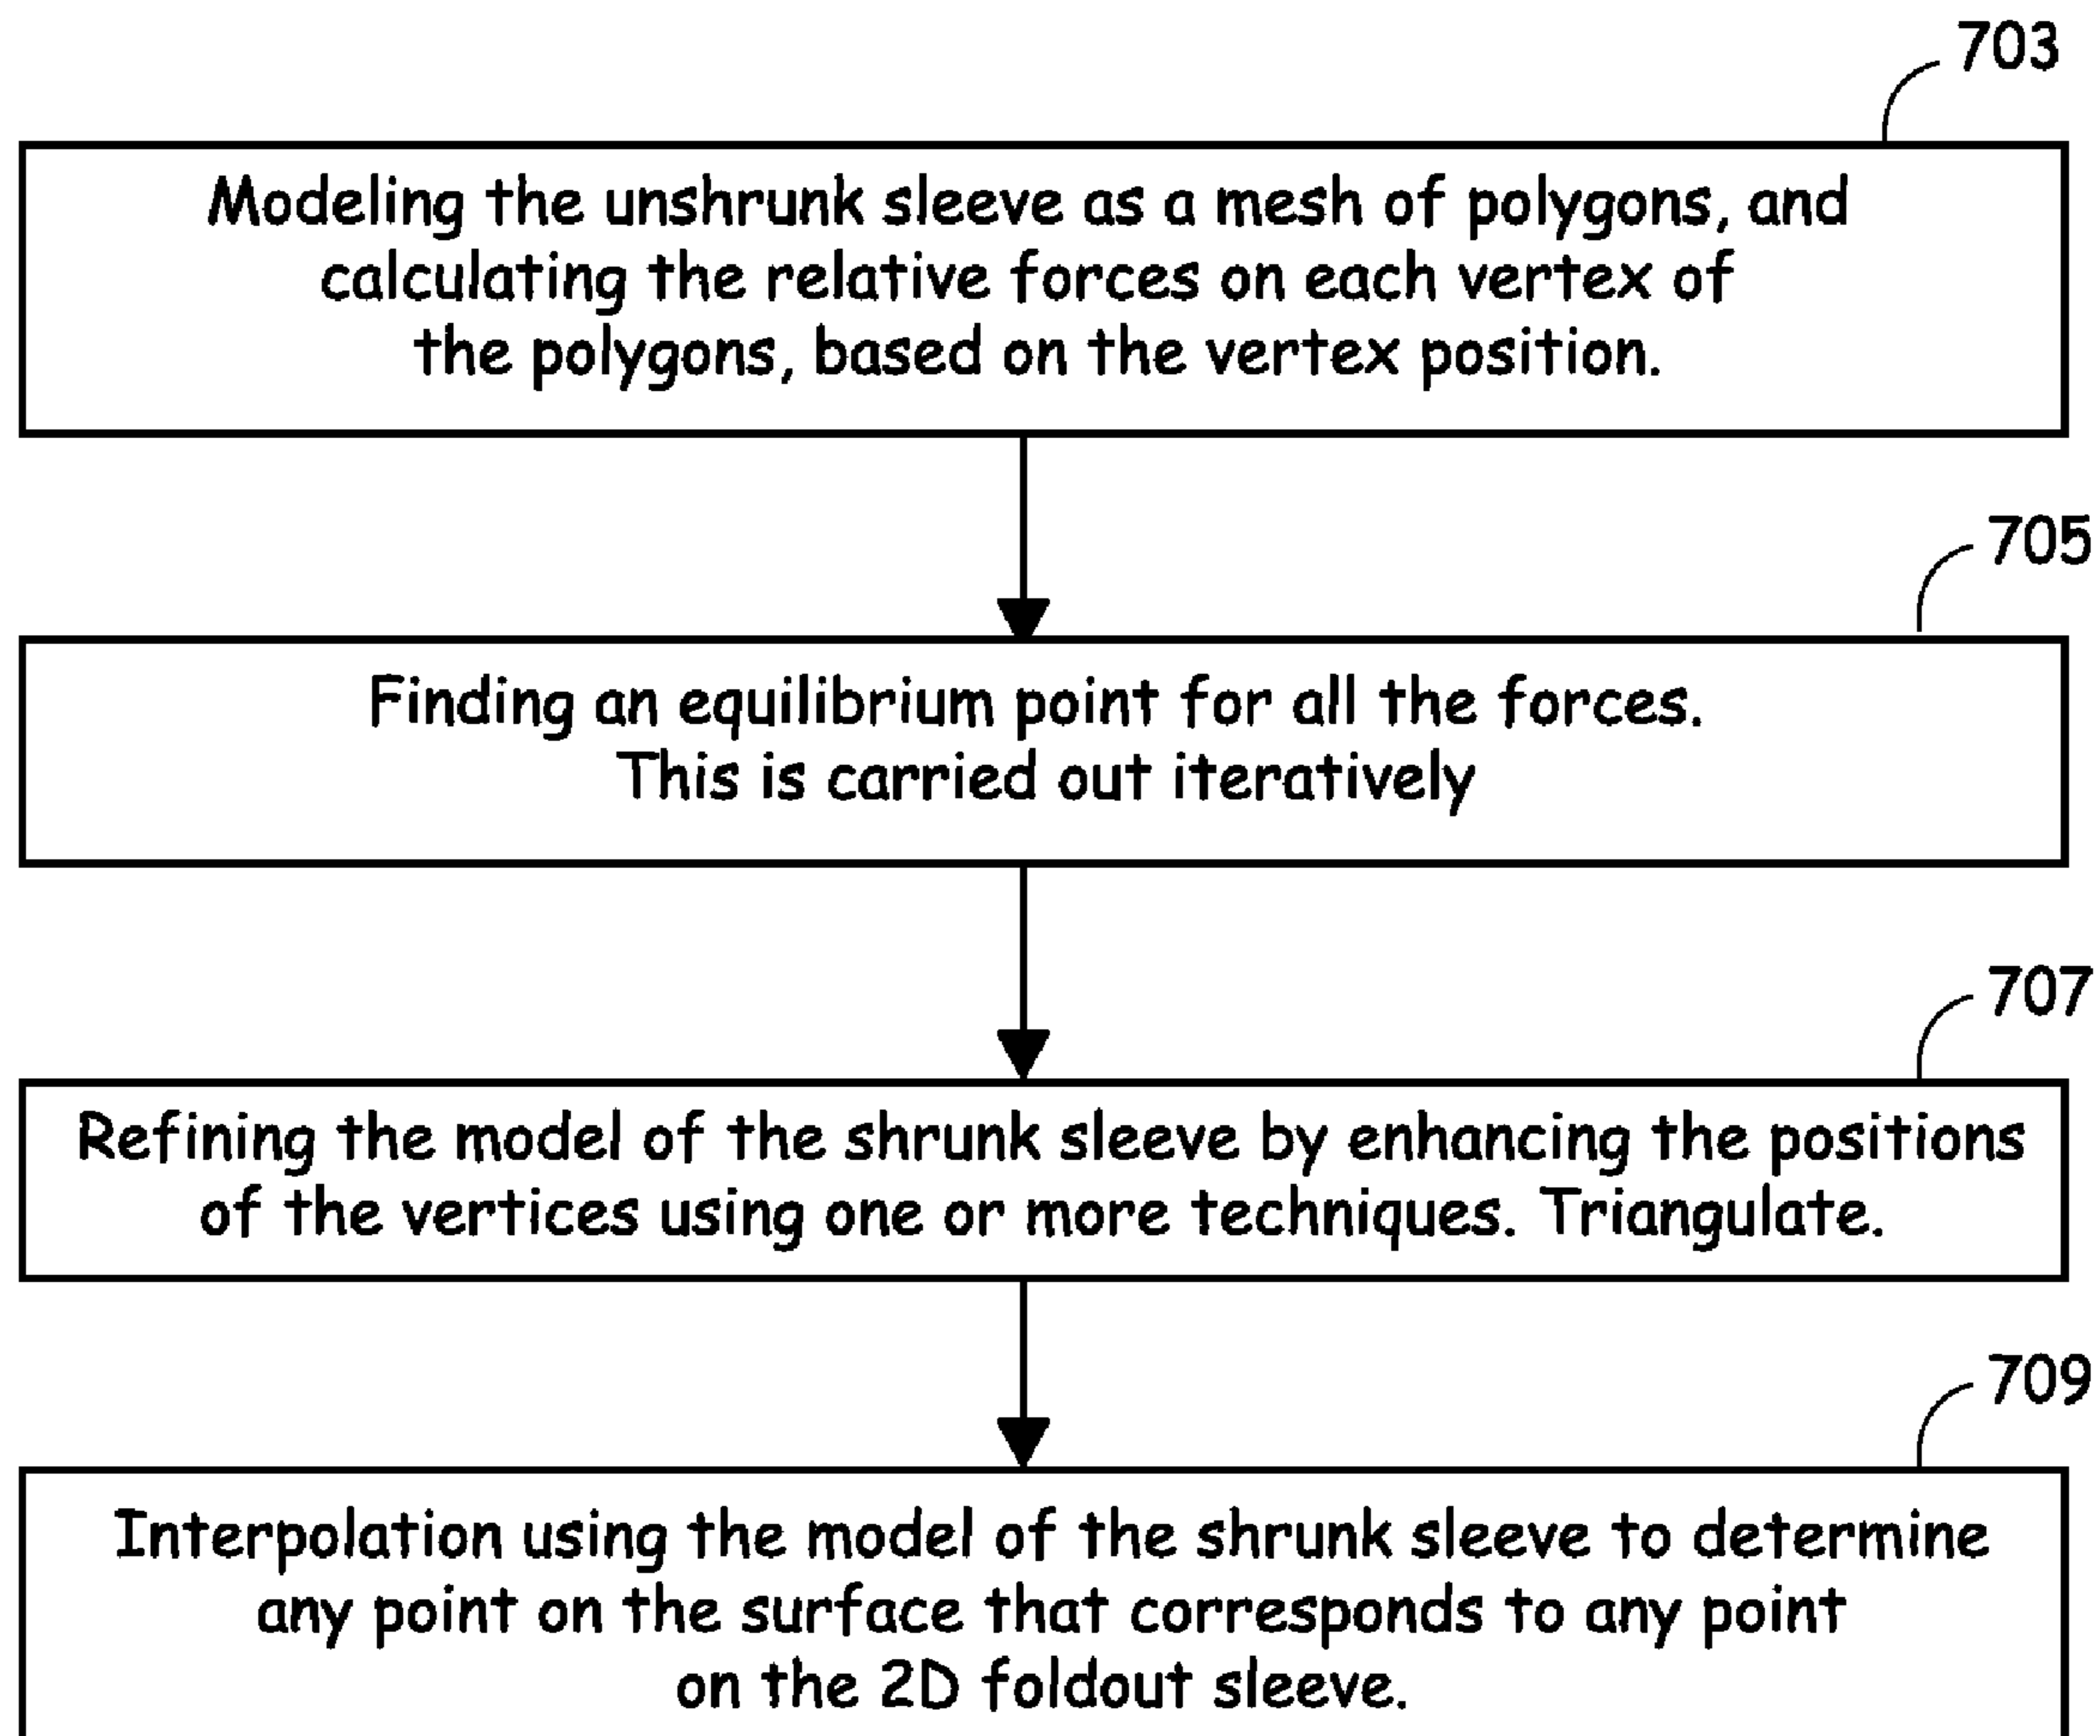 703
Modeling the unshrunk sleeve as a mesh of polygons, and
calculating the relative forces on each vertex of
the polygons, based on the vertex position.
705
Finding an equilibrium point for all the forces.
This is carried out iteratively
707
Refining the model of the shrunk sleeve by enhancing the positions
of the vertices using one or more techniques. Triangulate.
709
Interpolation using the model of the shrunk sleeve to determine
any point on the surface that corresponds to any point
on the 2D foldout sleeve.